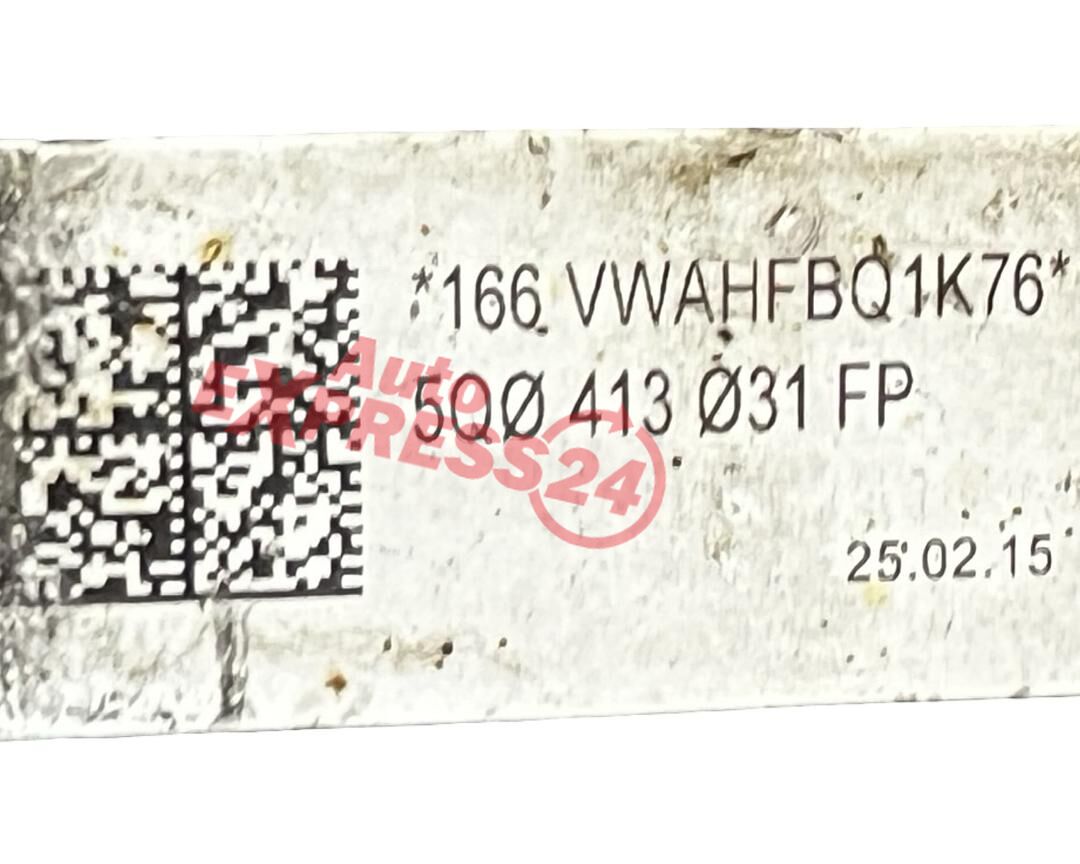 *166 VWAHFBQ1K76*
5QØ 413 Ø31 FP
Auto
EXPRESS24
25.02.15